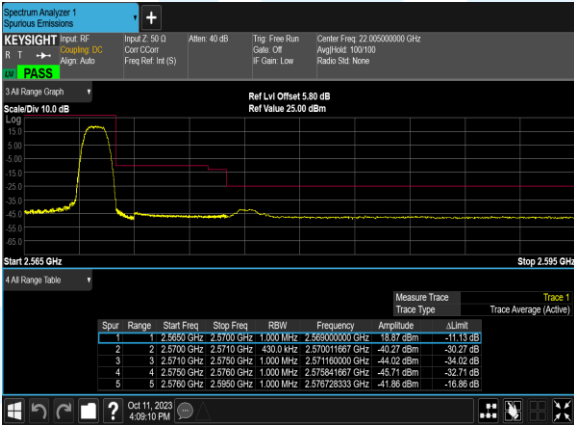 Spectrum Analyzer 1
Spurious Emissions
KEYSIGHT Input: RF Input Z: 50 Ω Atten: 40 dB Trig: Free Run Center Freq: 22.005000000 GHz
R T Coupling: DC Corr CCorr Gate: Off Avg|Hold: 100/100
Align: Auto Freq Ref: Int (S) IF Gain: Low Radio Std: None
PASS
3 All Range Graph
Ref Lvl Offset 5.80 dB
Scale/Div 10.0 dB Ref Value 25.00 dBm
Log
15.0
5.00
-5.00
-15.0
-25.0
-35.0
-45.0
-55.0
-65.0
Start 2.565 GHz Stop 2.595 GHz
4 All Range Table
Measure Trace Trace 1
Trace Type Trace Average (Active)
Spur Range Start Freq Stop Freq RBW Frequency Amplitude ΔLimit
1 1 2.5650 GHz 2.5700 GHz 1.000 MHz 2.569000000 GHz 18.87 dBm -11.13 dB
2 2 2.5700 GHz 2.5710 GHz 430.0 kHz 2.570011667 GHz -40.27 dBm -30.27 dB
3 3 2.5710 GHz 2.5750 GHz 1.000 MHz 2.571160000 GHz -44.02 dBm -34.02 dB
4 4 2.5750 GHz 2.5760 GHz 1.000 MHz 2.575841667 GHz -45.71 dBm -32.71 dB
5 5 2.5760 GHz 2.5950 GHz 1.000 MHz 2.576728333 GHz -41.86 dBm -16.86 dB
Oct 11, 2023
4:09:10 PM